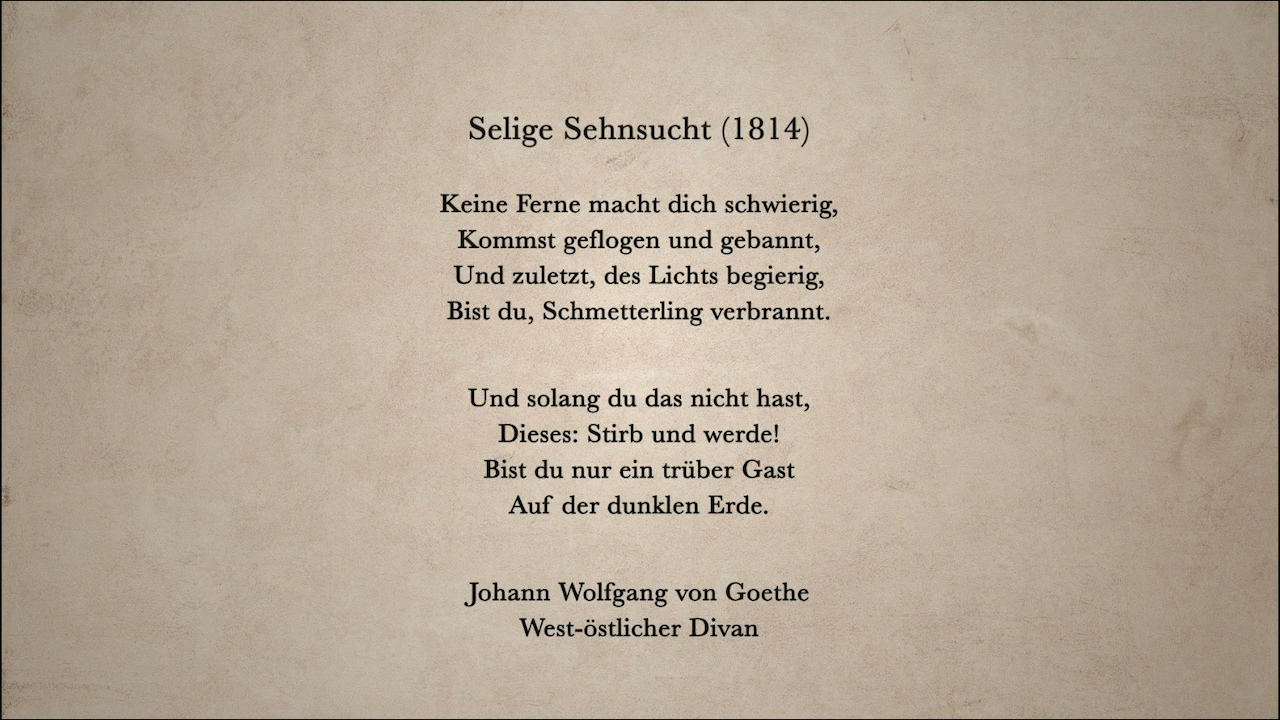 Selige Sehnsucht (1814)
Keine Ferne macht dich schwierig,
Kommst geflogen und gebannt,
Und zuletzt, des Lichts begierig,
Bist du, Schmetterling verbrannt.
Und solang du das nicht hast,
Dieses: Stirb und werde!
Bist du nur ein trüber Gast
Auf der dunklen Erde.
Johann Wolfgang von Goethe
West-östlicher Divan